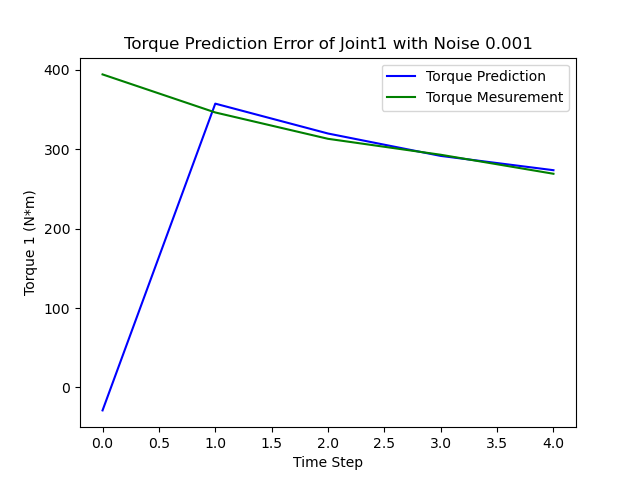 Torque Prediction Error of Joint1 with Noise 0.001
Torque Prediction
Torque Mesurement
Torque 1 (N*m)
400
300
200
100
0
0.0 0.5 1.0 1.5 2.0 2.5 3.0 3.5 4.0
Time Step